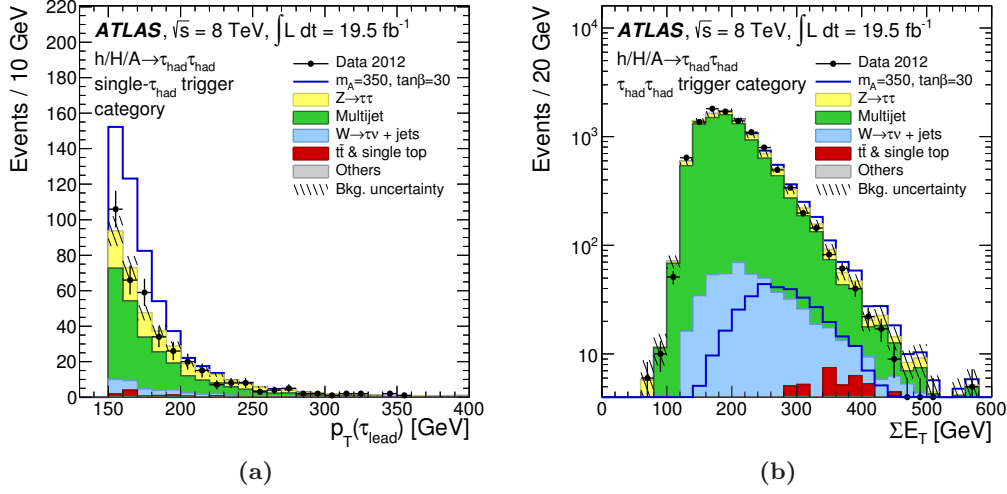 Events / 10 GeV
220
200
180
160
140
120
100
80
60
40
20
0
ATLAS, √s = 8 TeV, ∫L dt = 19.5 fb⁻¹
h/H/A→τhadτhad
single-τhad trigger
category
Data 2012
mA=350, tanβ=30
Z→ττ
Multijet
W→τν + jets
tt̄ & single top
Others
Bkg. uncertainty
150 200 250 300 350 400
pT(τlead) [GeV]
(a)
Events / 20 GeV
10⁴
10³
10²
10
ATLAS, √s = 8 TeV, ∫L dt = 19.5 fb⁻¹
h/H/A→τhadτhad
τhadτhad trigger category
Data 2012
mA=350, tanβ=30
Z→ττ
Multijet
W→τν + jets
tt̄ & single top
Others
Bkg. uncertainty
0 100 200 300 400 500 600
ΣET [GeV]
(b)